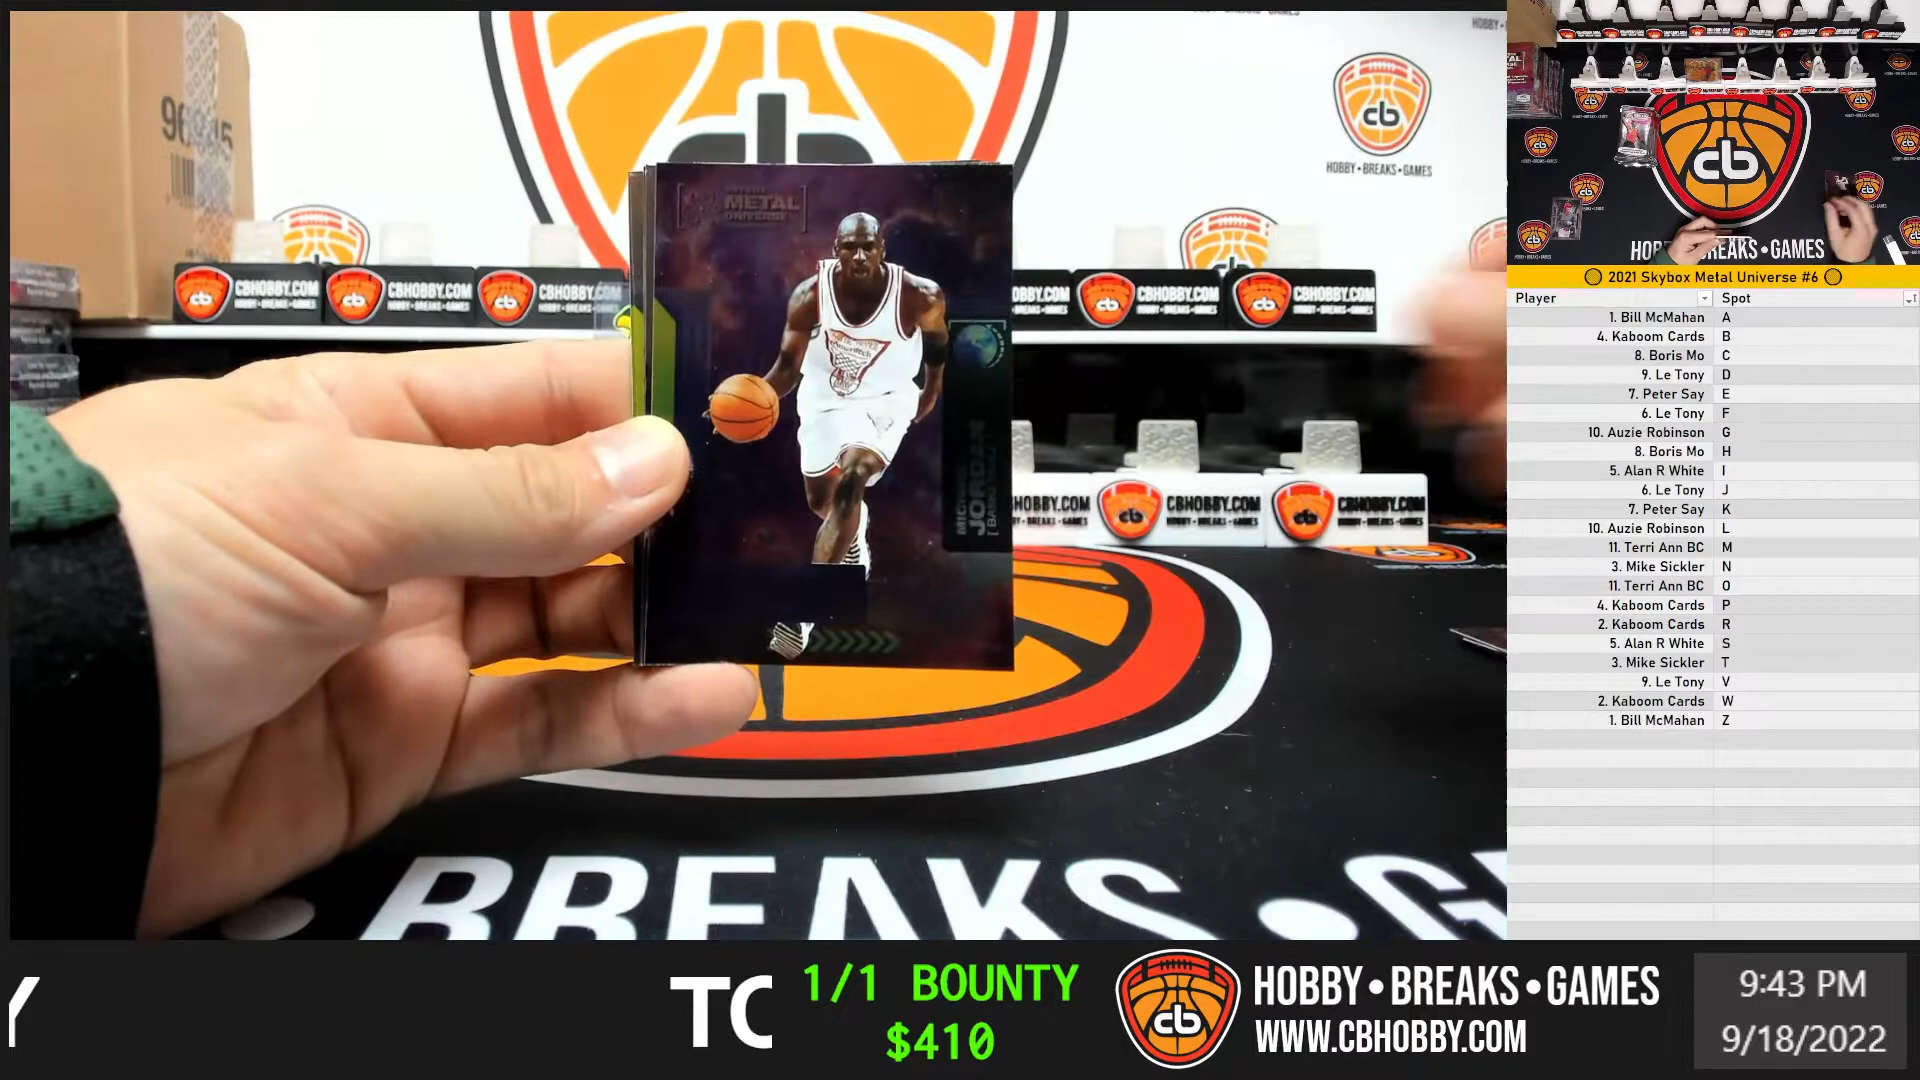 HOBBY • BREAKS • GAMES
CBHOBBY.COM
CBHOBBY.COM
CBHOBBY.COM
CBHOBBY.COM
CBHOBBY.COM
METAL
UNIVERSE
MICHAEL
JORDAN
CBHOBBY.COM
CBHOBBY.COM
BREAKS • G
HOBBY • BREAKS • GAMES
2021 Skybox Metal Universe #6
Player Spot
1. Bill McMahan A
4. Kaboom Cards B
8. Boris Mo C
9. Le Tony D
7. Peter Say E
6. Le Tony F
10. Auzie Robinson G
8. Boris Mo H
5. Alan R White I
6. Le Tony J
7. Peter Say K
10. Auzie Robinson L
11. Terri Ann BC M
3. Mike Sickler N
11. Terri Ann BC O
4. Kaboom Cards P
2. Kaboom Cards R
5. Alan R White S
3. Mike Sickler T
9. Le Tony V
2. Kaboom Cards W
1. Bill McMahan Z
Y
TO
1/1 BOUNTY
$410
cb
HOBBY • BREAKS • GAMES
WWW.CBHOBBY.COM
9:43 PM
9/18/2022